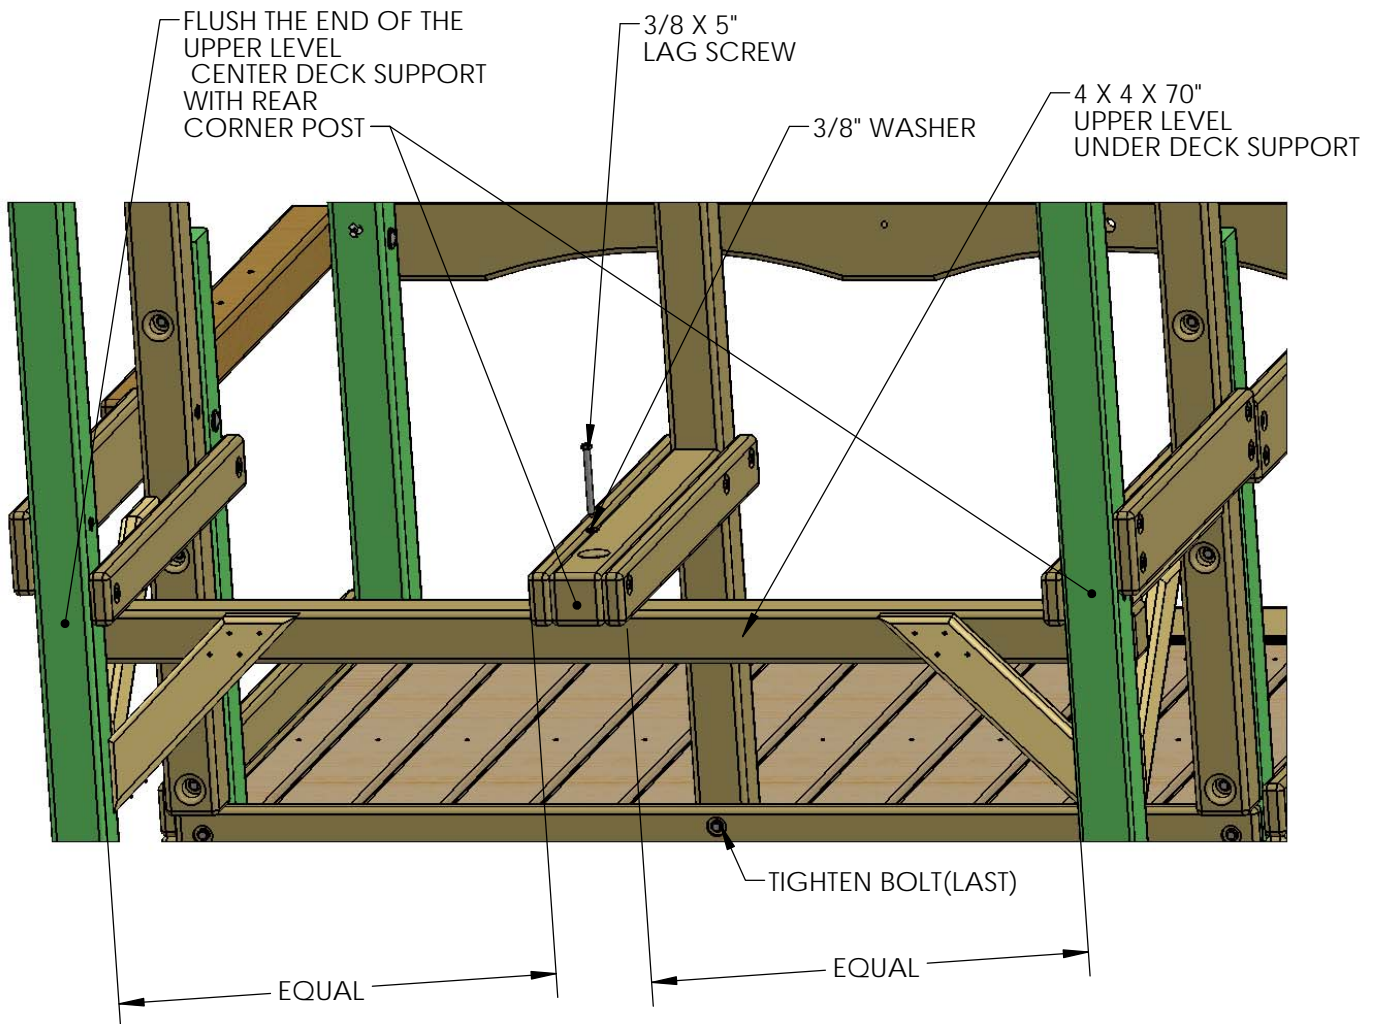 FLUSH THE END OF THE
UPPER LEVEL
CENTER DECK SUPPORT
WITH REAR
CORNER POST
3/8 X 5"
LAG SCREW
3/8" WASHER
4 X 4 X 70"
UPPER LEVEL
UNDER DECK SUPPORT
TIGHTEN BOLT(LAST)
EQUAL
EQUAL